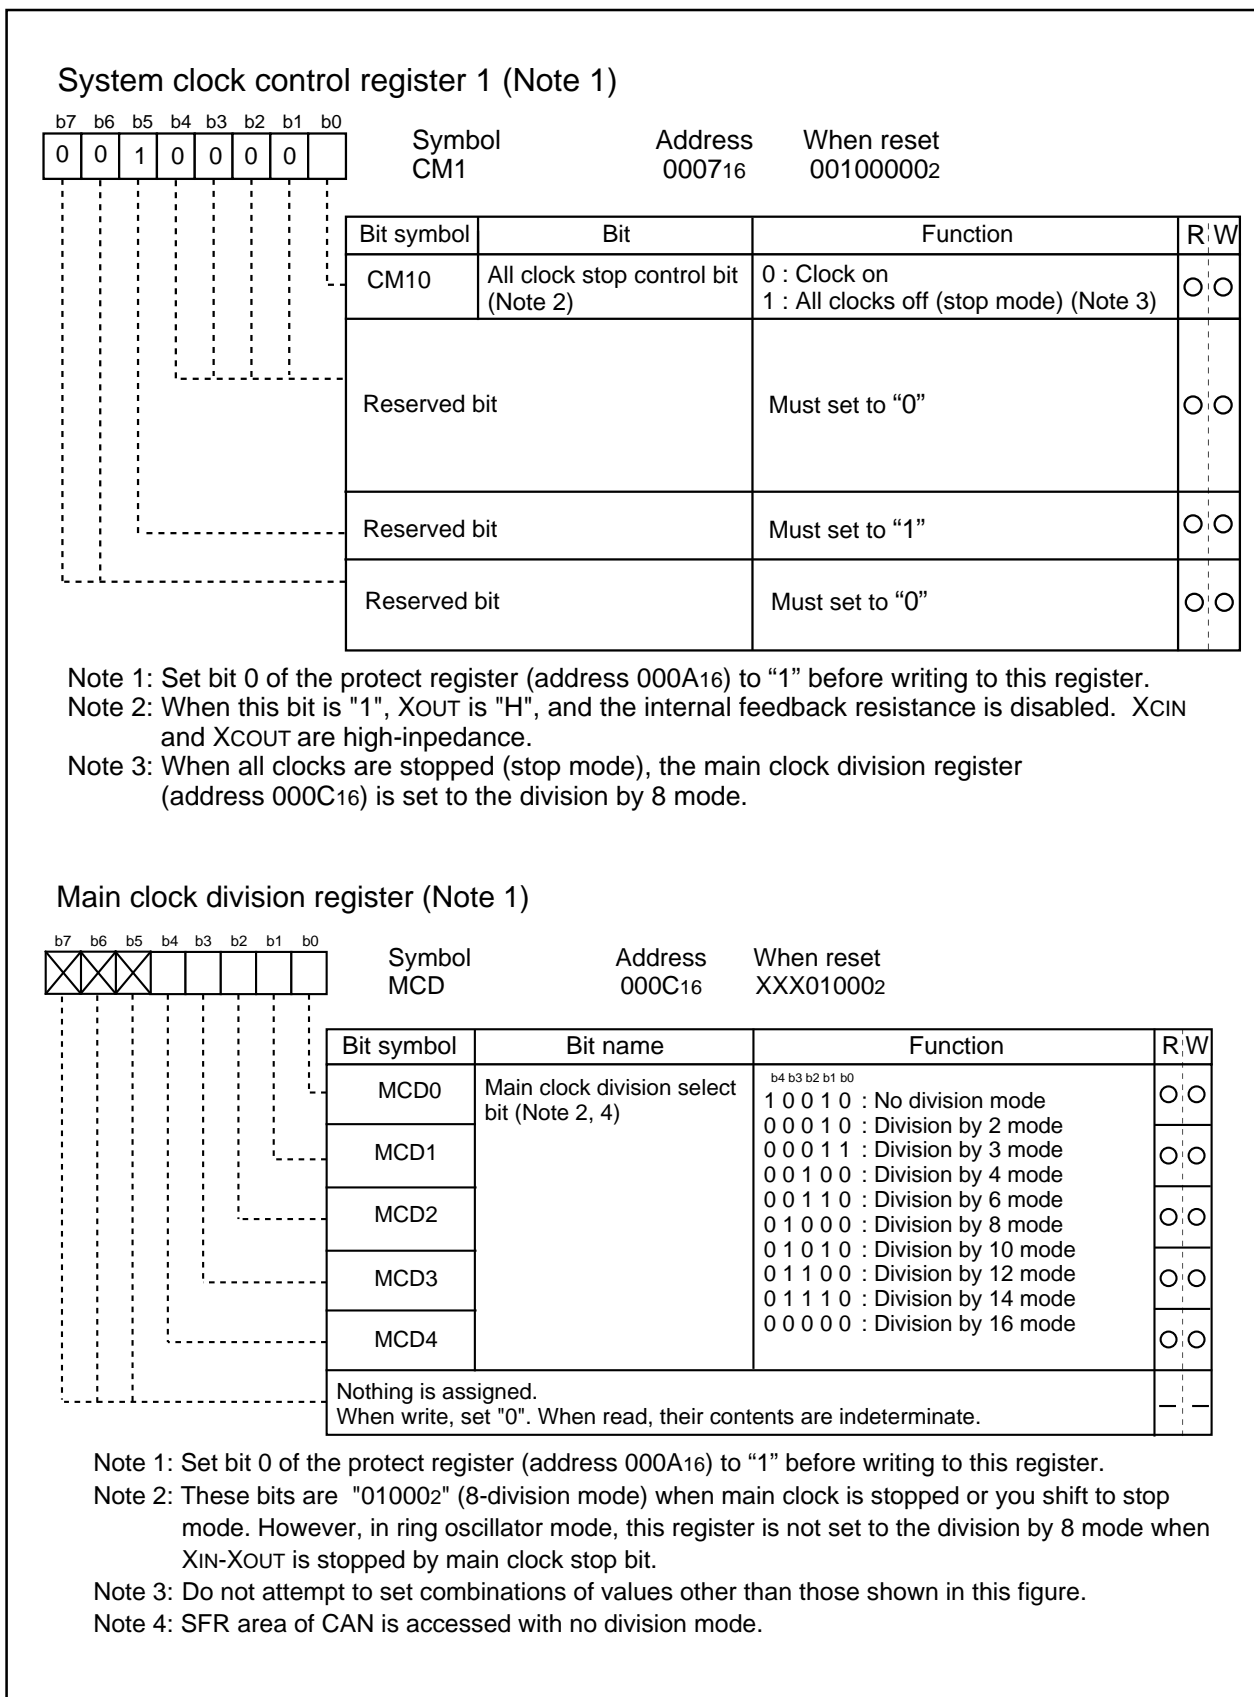 System clock control register 1 (Note 1)
b7 b6 b5 b4 b3 b2 b1 b0
0 0 1 0 0 0 0
Symbol Address When reset
CM1 000716 001000002
Bit symbol Bit Function R W
CM10 All clock stop control bit (Note 2) 0 : Clock on
1 : All clocks off (stop mode) (Note 3)
Reserved bit Must set to “0”
Reserved bit Must set to “1”
Reserved bit Must set to “0”
Note 1: Set bit 0 of the protect register (address 000A16) to “1” before writing to this register.
Note 2: When this bit is "1", XOUT is "H", and the internal feedback resistance is disabled. XCIN
and XCOUT are high-inpedance.
Note 3: When all clocks are stopped (stop mode), the main clock division register
(address 000C16) is set to the division by 8 mode.
Main clock division register (Note 1)
b7 b6 b5 b4 b3 b2 b1 b0
Symbol Address When reset
MCD 000C16 XXX010002
Bit symbol Bit name Function R W
MCD0 Main clock division select
bit (Note 2, 4)
MCD1
MCD2
MCD3
MCD4
b4 b3 b2 b1 b0
1 0 0 1 0 : No division mode
0 0 0 1 0 : Division by 2 mode
0 0 0 1 1 : Division by 3 mode
0 0 1 0 0 : Division by 4 mode
0 0 1 1 0 : Division by 6 mode
0 1 0 0 0 : Division by 8 mode
0 1 0 1 0 : Division by 10 mode
0 1 1 0 0 : Division by 12 mode
0 1 1 1 0 : Division by 14 mode
0 0 0 0 0 : Division by 16 mode
Nothing is assigned.
When write, set "0". When read, their contents are indeterminate.
Note 1: Set bit 0 of the protect register (address 000A16) to “1” before writing to this register.
Note 2: These bits are "010002" (8-division mode) when main clock is stopped or you shift to stop
mode. However, in ring oscillator mode, this register is not set to the division by 8 mode when
XIN-XOUT is stopped by main clock stop bit.
Note 3: Do not attempt to set combinations of values other than those shown in this figure.
Note 4: SFR area of CAN is accessed with no division mode.